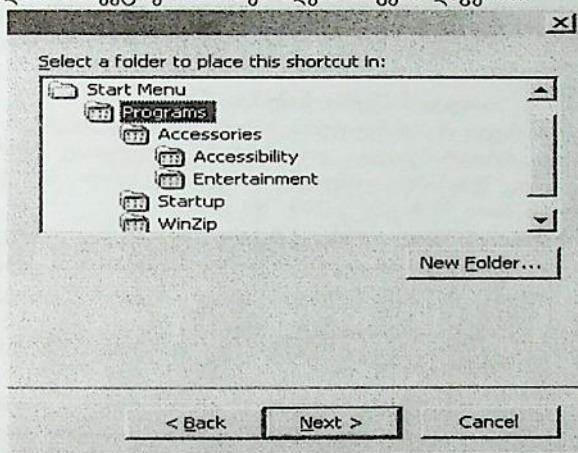 Select a folder to place this shortcut in:
Start Menu
Programs
Accessories
Accessibility
Entertainment
Startup
WinZip
New Folder...
< Back Next > Cancel